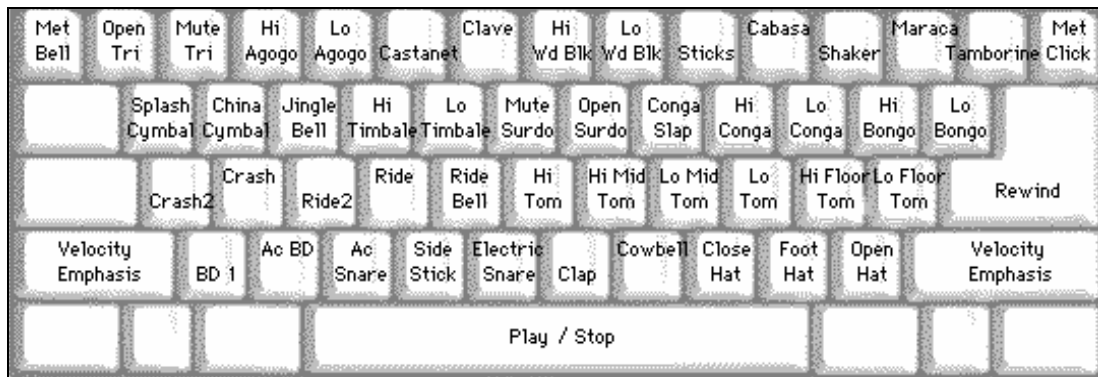 Met Bell Open Tri Mute Tri Hi Agogo Lo Agogo Castanet Clave Hi Wd Blk Lo Wd Blk Sticks Cabasa Shaker Maraca Tamborine Met Click
Splash Cymbal China Cymbal Jingle Bell Hi Timbale Lo Timbale Mute Surdo Open Surdo Conga Slap Hi Conga Lo Conga Hi Bongo Lo Bongo
Crash2 Crash Ride2 Ride Ride Bell Hi Tom Hi Mid Tom Lo Mid Tom Lo Tom Hi Floor Tom Lo Floor Tom Rewind
Velocity Emphasis BD 1 Ac BD Ac Snare Side Stick Electric Snare Clap Cowbell Close Hat Foot Hat Open Hat Velocity Emphasis
Play / Stop